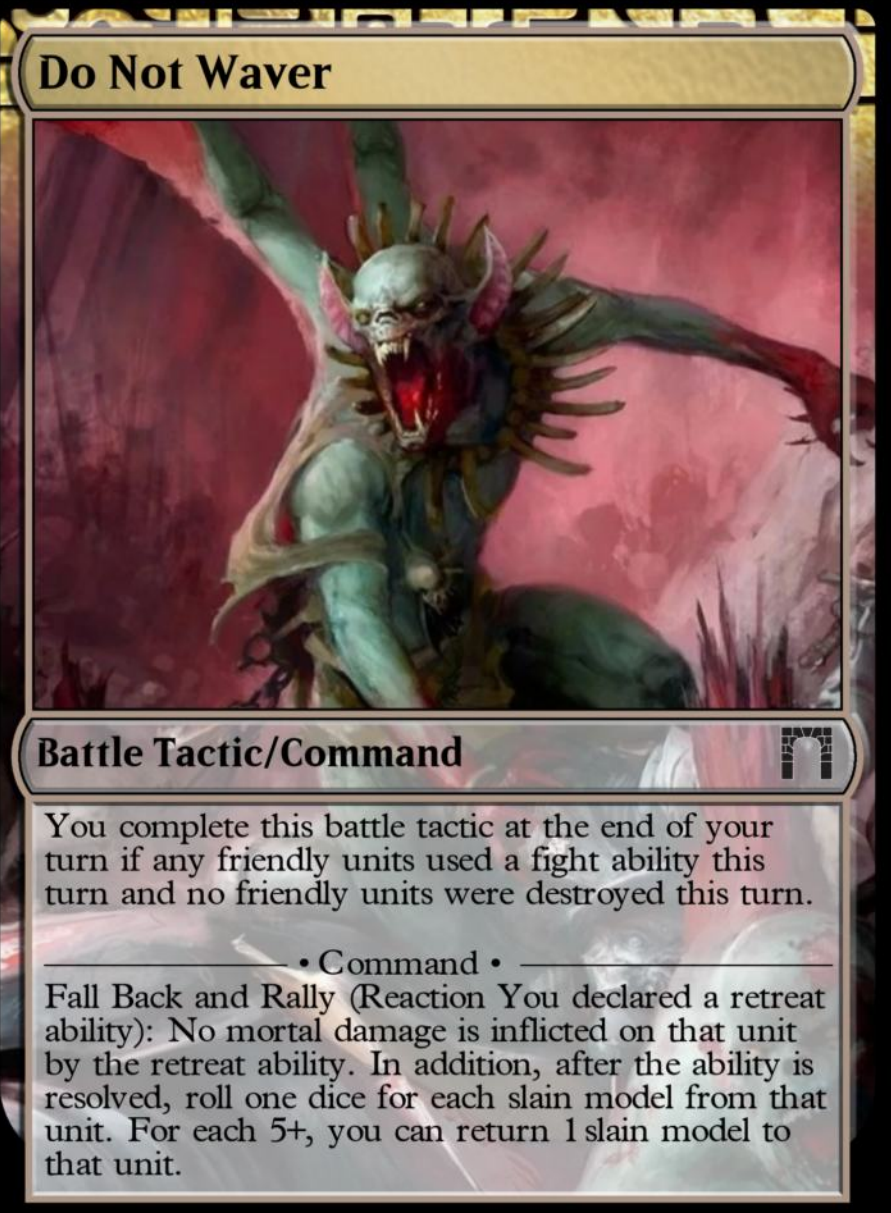 Do Not Waver
Battle Tactic/Command
You complete this battle tactic at the end of your
turn if any friendly units used a fight ability this
turn and no friendly units were destroyed this turn.
• Command •
Fall Back and Rally (Reaction You declared a retreat
ability): No mortal damage is inflicted on that unit
by the retreat ability. In addition, after the ability is
resolved, roll one dice for each slain model from that
unit. For each 5+, you can return 1 slain model to
that unit.